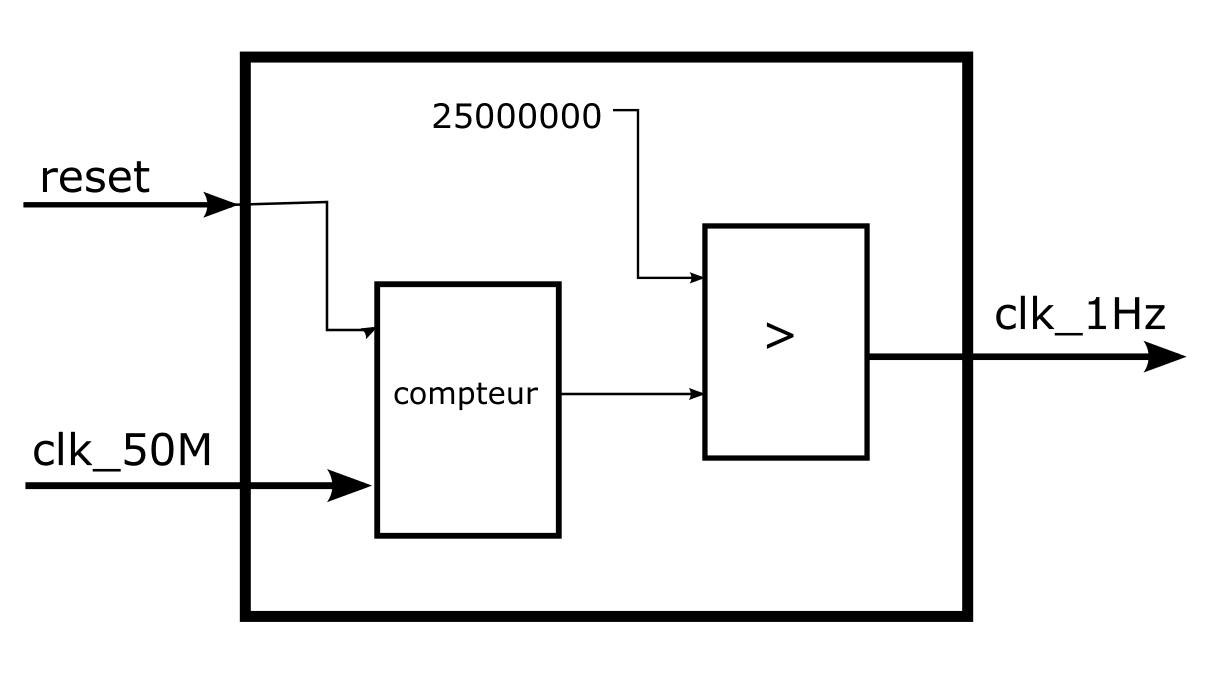 25000000
reset
clk_1Hz
>
compteur
clk_50M